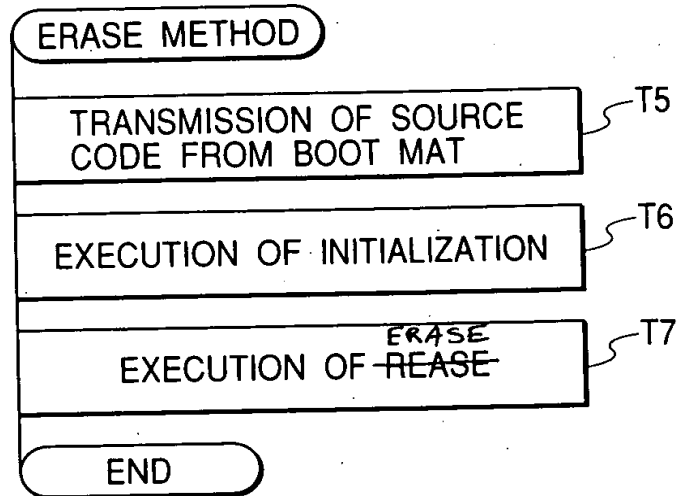 ERASE METHOD
TRANSMISSION OF SOURCE
CODE FROM BOOT MAT
T5
EXECUTION OF INITIALIZATION
T6
ERASE
EXECUTION OF REASE
T7
END